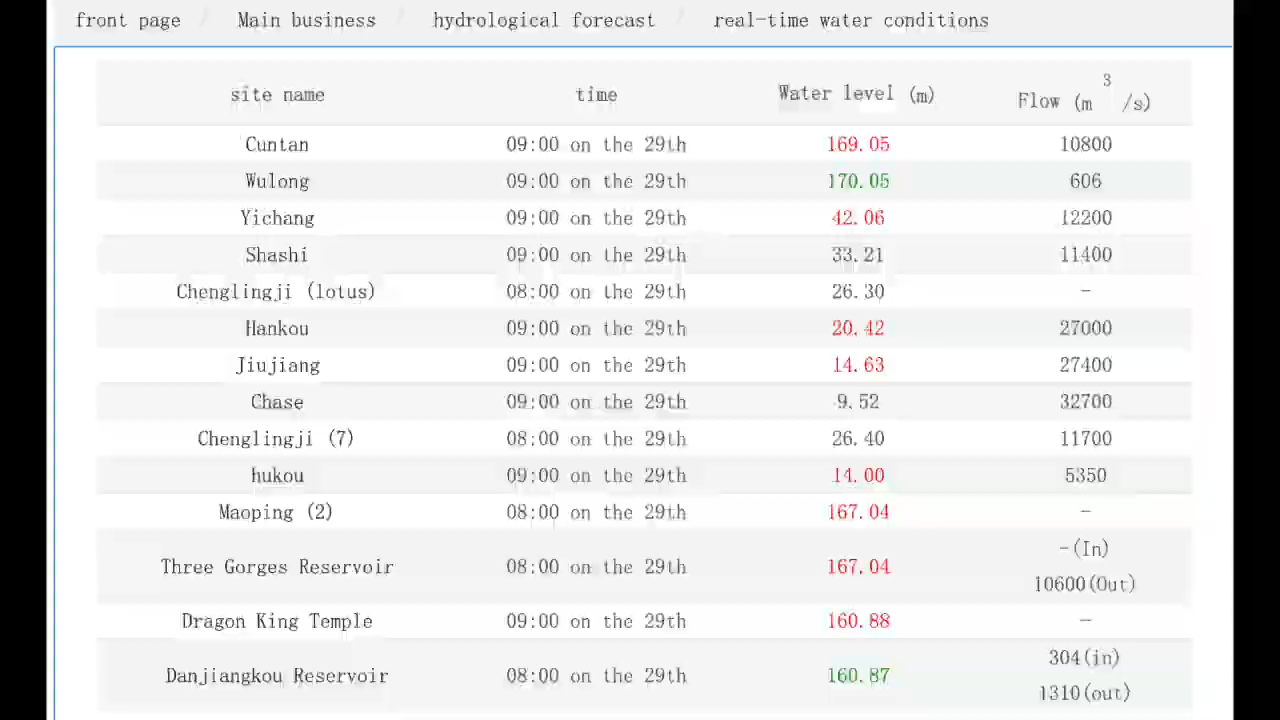 front page / Main business / hydrological forecast / real-time water conditions
site name time Water level (m) Flow (m³/s)
Cuntan 09:00 on the 29th 169.05 10800
Wulong 09:00 on the 29th 170.05 606
Yichang 09:00 on the 29th 42.06 12200
Shashi 09:00 on the 29th 33.21 11400
Chenglingji (lotus) 08:00 on the 29th 26.30 -
Hankou 09:00 on the 29th 20.42 27000
Jiujiang 09:00 on the 29th 14.63 27400
Chase 09:00 on the 29th 9.52 32700
Chenglingji (7) 08:00 on the 29th 26.40 11700
hukou 09:00 on the 29th 14.00 5350
Maoping (2) 08:00 on the 29th 167.04 -
Three Gorges Reservoir 08:00 on the 29th 167.04 -(In)
10600(Out)
Dragon King Temple 09:00 on the 29th 160.88 -
Danjiangkou Reservoir 08:00 on the 29th 160.87 304(in)
1310(out)